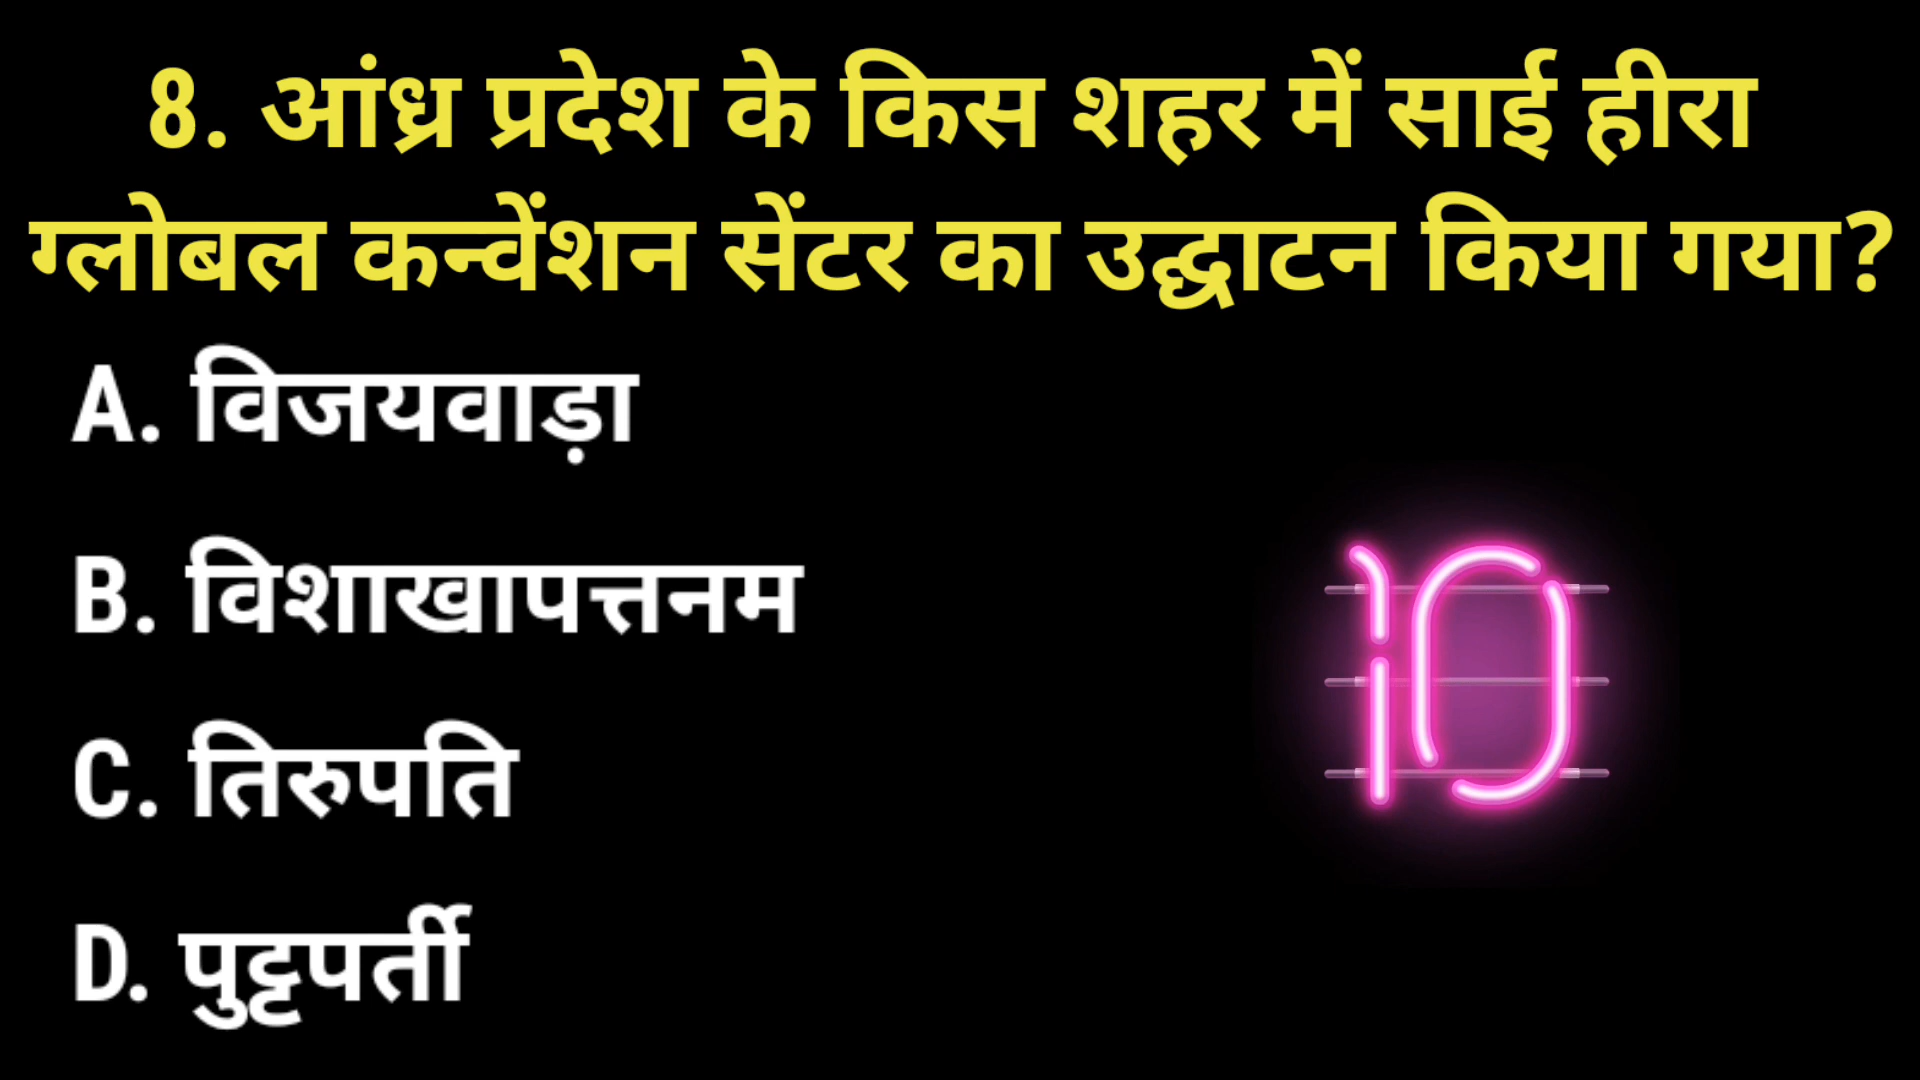 8. आंध्र प्रदेश के किस शहर में साई हीरा
ग्लोबल कन्वेंशन सेंटर का उद्घाटन किया गया?
A. विजयवाड़ा
B. विशाखापत्तनम
10
C. तिरुपति
D. पुट्टपर्ती